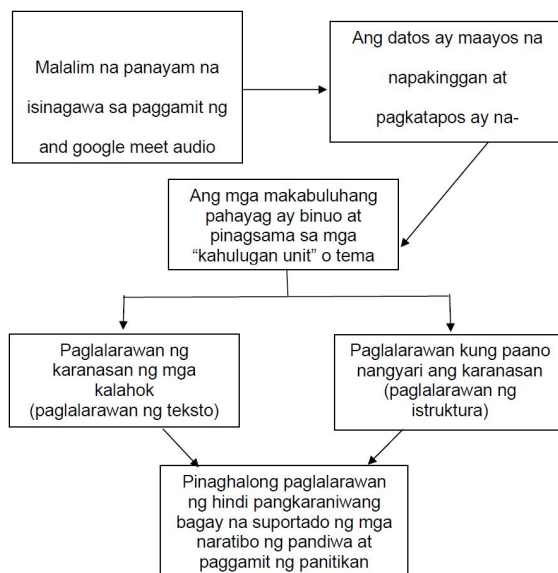 Malalim na panayam na
isinagawa sa paggamit ng
and google meet audio
Ang datos ay maayos na
napakinggan at
pagkatapos ay na-
Ang mga makabuluhang
pahayag ay binuo at
pinagsama sa mga
“kahulugan unit” o tema
Paglalarawan ng
karanasan ng mga
kalahok
(paglalarawan ng teksto)
Paglalarawan kung paano
nangyari ang karanasan
(paglalarawan ng
istruktura)
Pinaghalong paglalarawan
ng hindi pangkaraniwang
bagay na suportado ng mga
naratibo ng pandiwa at
paggamit ng panitikan